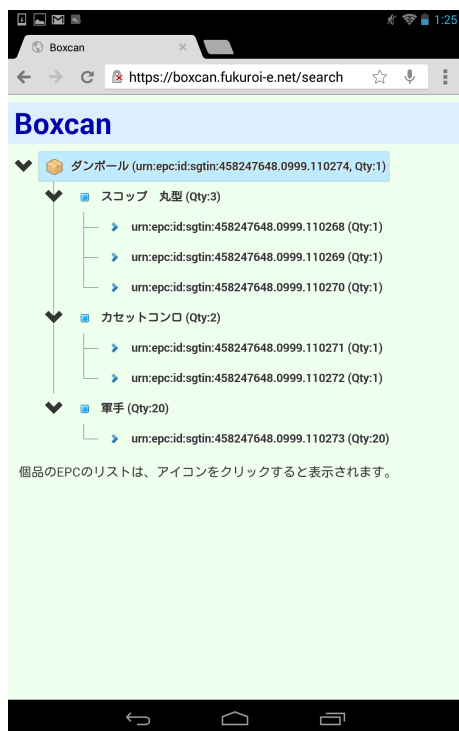 1:25
Boxcan
https://boxcan.fukuroi-e.net/search
Boxcan
ダンボール (urn:epc:id:sgtin:458247648.0999.110274, Qty:1)
スコップ　丸型 (Qty:3)
urn:epc:id:sgtin:458247648.0999.110268 (Qty:1)
urn:epc:id:sgtin:458247648.0999.110269 (Qty:1)
urn:epc:id:sgtin:458247648.0999.110270 (Qty:1)
カセットコンロ (Qty:2)
urn:epc:id:sgtin:458247648.0999.110271 (Qty:1)
urn:epc:id:sgtin:458247648.0999.110272 (Qty:1)
軍手 (Qty:20)
urn:epc:id:sgtin:458247648.0999.110273 (Qty:20)
個品のEPCのリストは、アイコンをクリックすると表示されます。